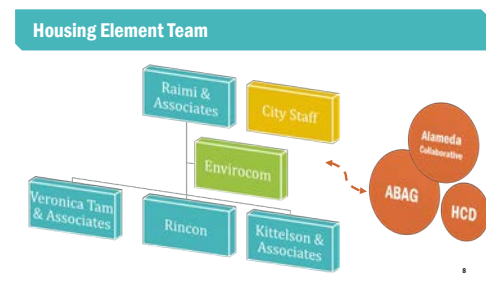 Housing Element Team
Raimi &
Associates
City Staff
Envirocom
Veronica Tam
& Associates
Rincon
Kittelson &
Associates
Alameda
Collaborative
ABAG
HCD
8